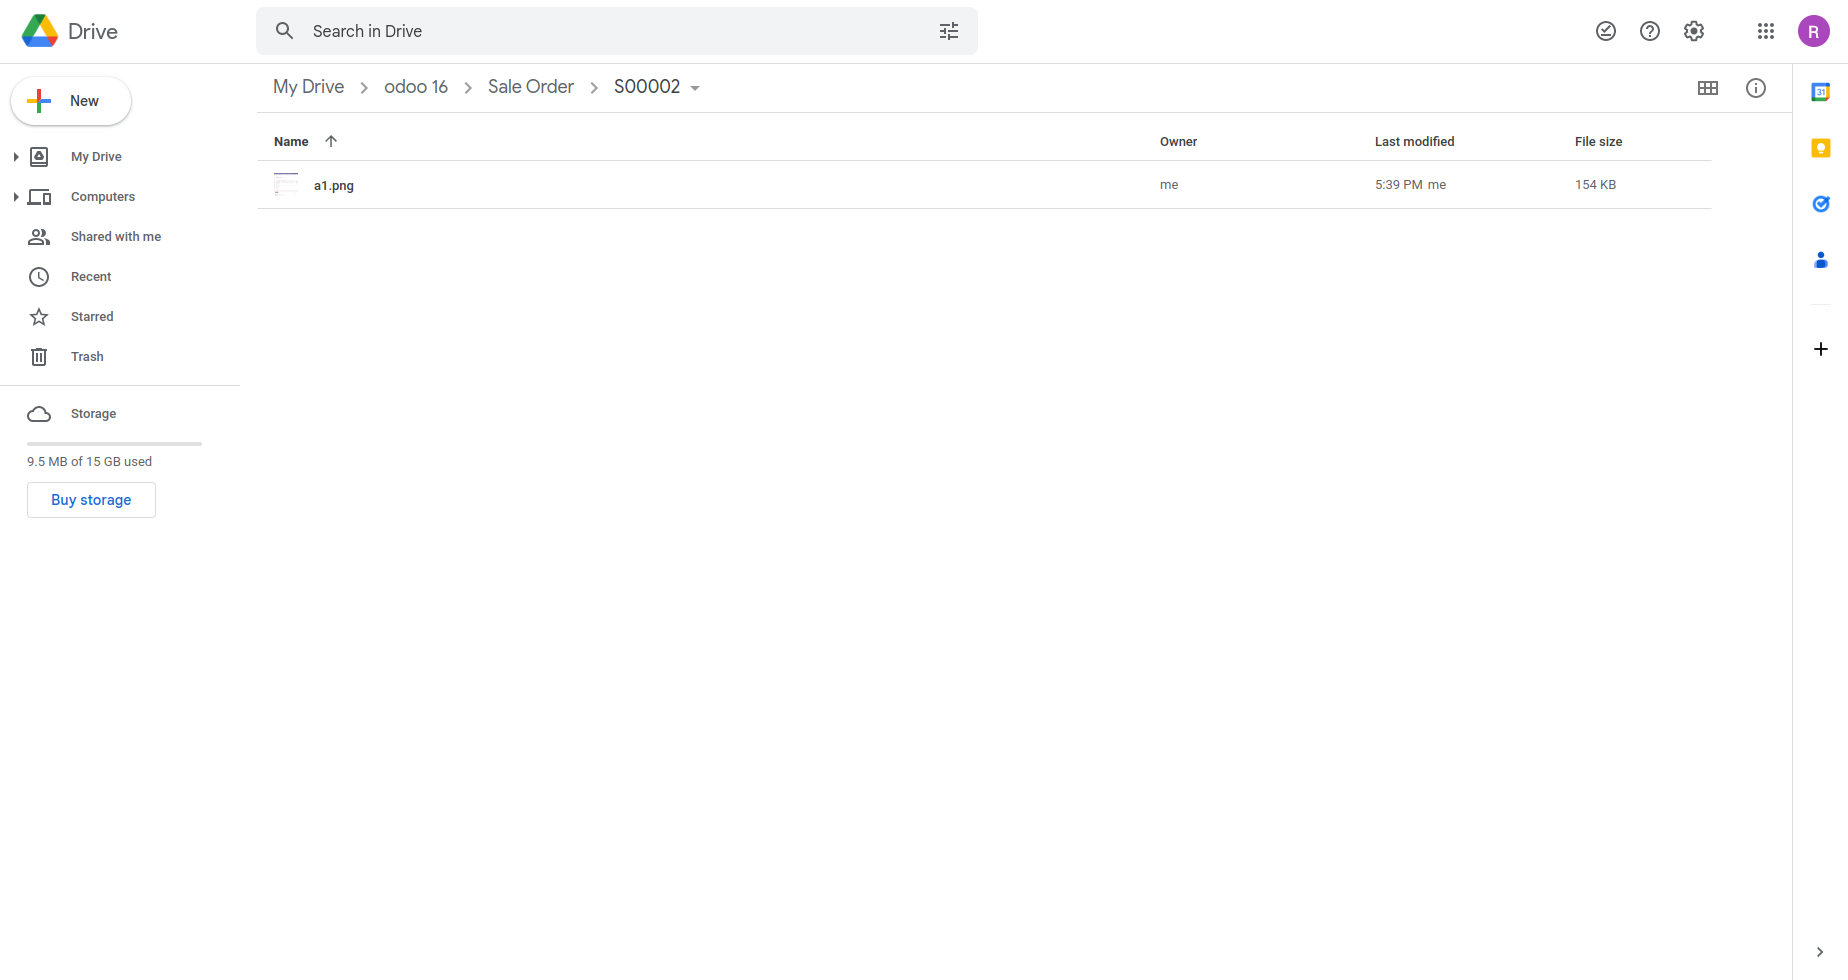 Drive
Search in Drive
R
New
My Drive
Computers
Shared with me
Recent
Starred
Trash
Storage
9.5 MB of 15 GB used
Buy storage
My Drive > odoo 16 > Sale Order > S00002
Name Owner Last modified File size
a1.png me 5:39 PM me 154 KB
31